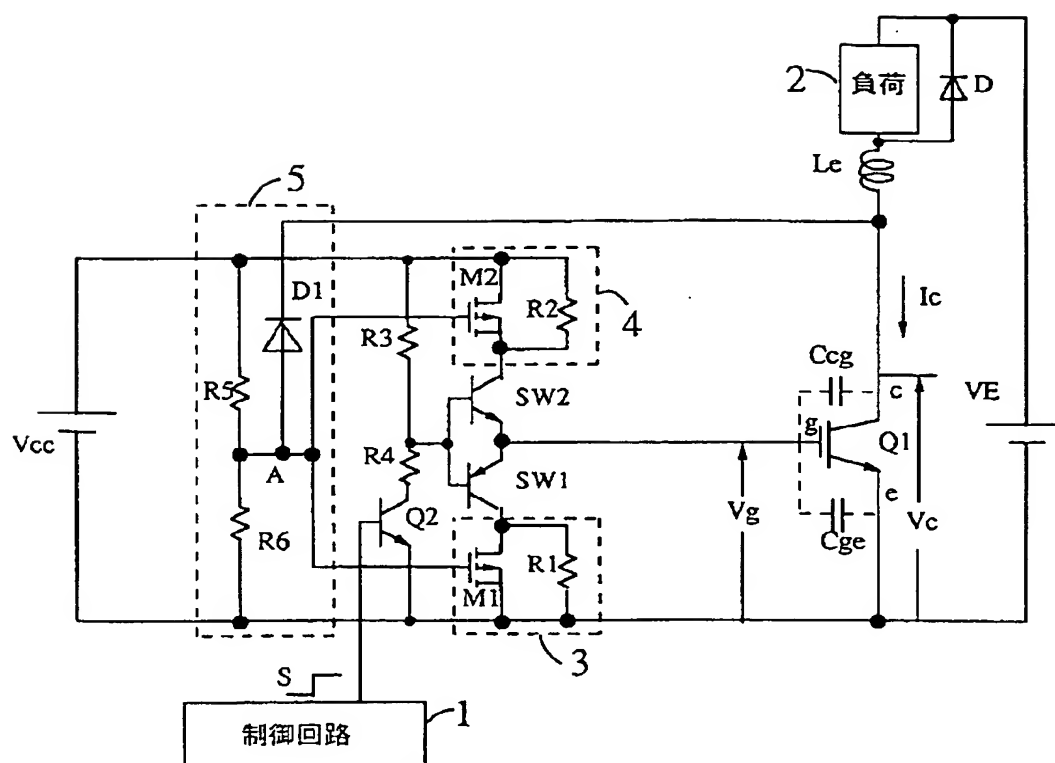 2
負荷
D
Le
5
D1
M2
R2
4
Ic
R3
Ccg
c
VE
R5
SW2
g
Q1
Vcc
A
R4
SW1
e
Vg
Vc
R6
Q2
Cge
M1
R1
3
S
制御回路
1